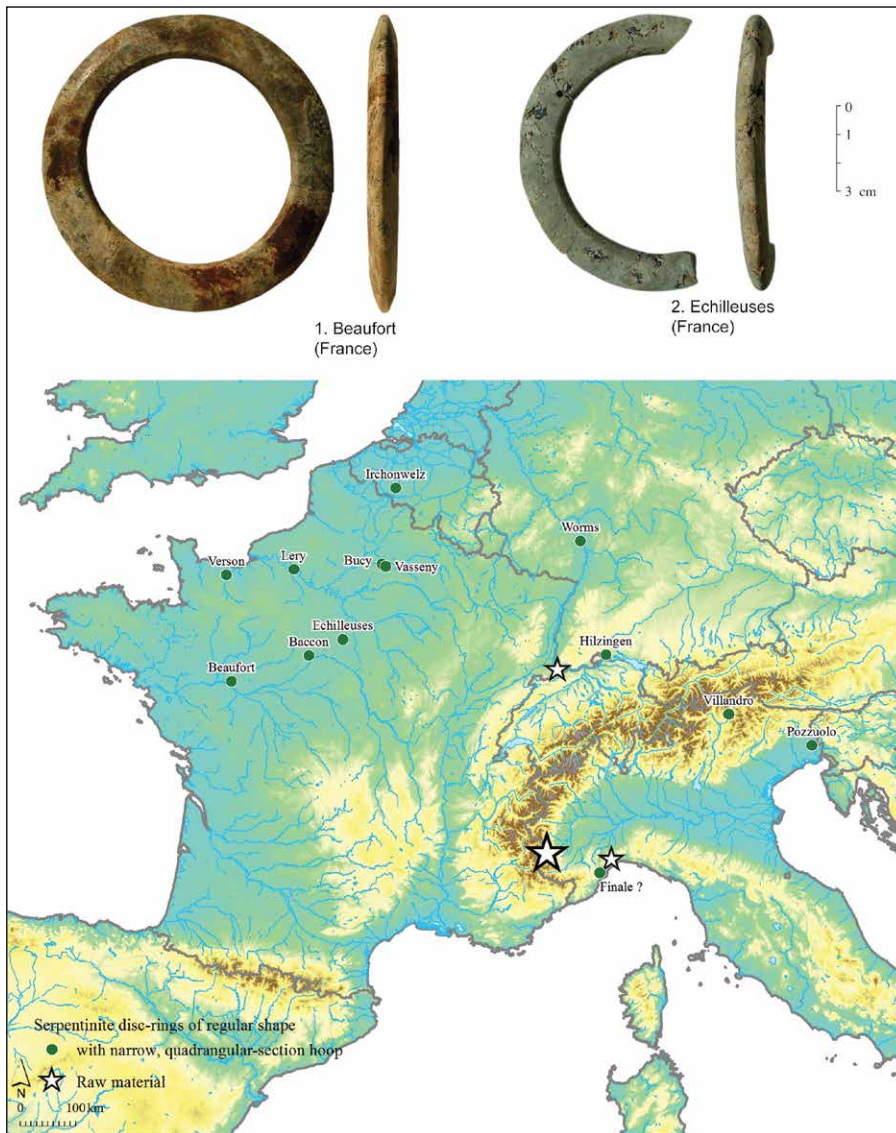 0
1
3 cm
1. Beaufort
(France)
2. Echilleuses
(France)
Irchonwelz
Worms
Verson
Lery
Bucy
Vasseny
Echilleuses
Baccon
Hilzingen
Beaufort
Villandro
Pozzuolo
Finale ?
Serpentinite disc-rings of regular shape
with narrow, quadrangular-section hoop
Raw material
N
0 100km